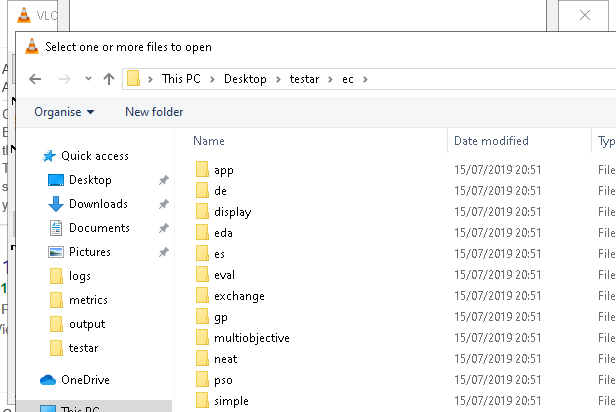 VLC
Select one or more files to open
This PC > Desktop > testar > ec >
Organise New folder
Name Date modified Typ
Quick access
Desktop
Downloads
Documents
Pictures
logs
metrics
output
testar
OneDrive
This PC
app 15/07/2019 20:51 File
de 15/07/2019 20:51 File
display 15/07/2019 20:51 File
eda 15/07/2019 20:51 File
es 15/07/2019 20:51 File
eval 15/07/2019 20:51 File
exchange 15/07/2019 20:51 File
gp 15/07/2019 20:51 File
multiobjective 15/07/2019 20:51 File
neat 15/07/2019 20:51 File
pso 15/07/2019 20:51 File
simple 15/07/2019 20:51 File